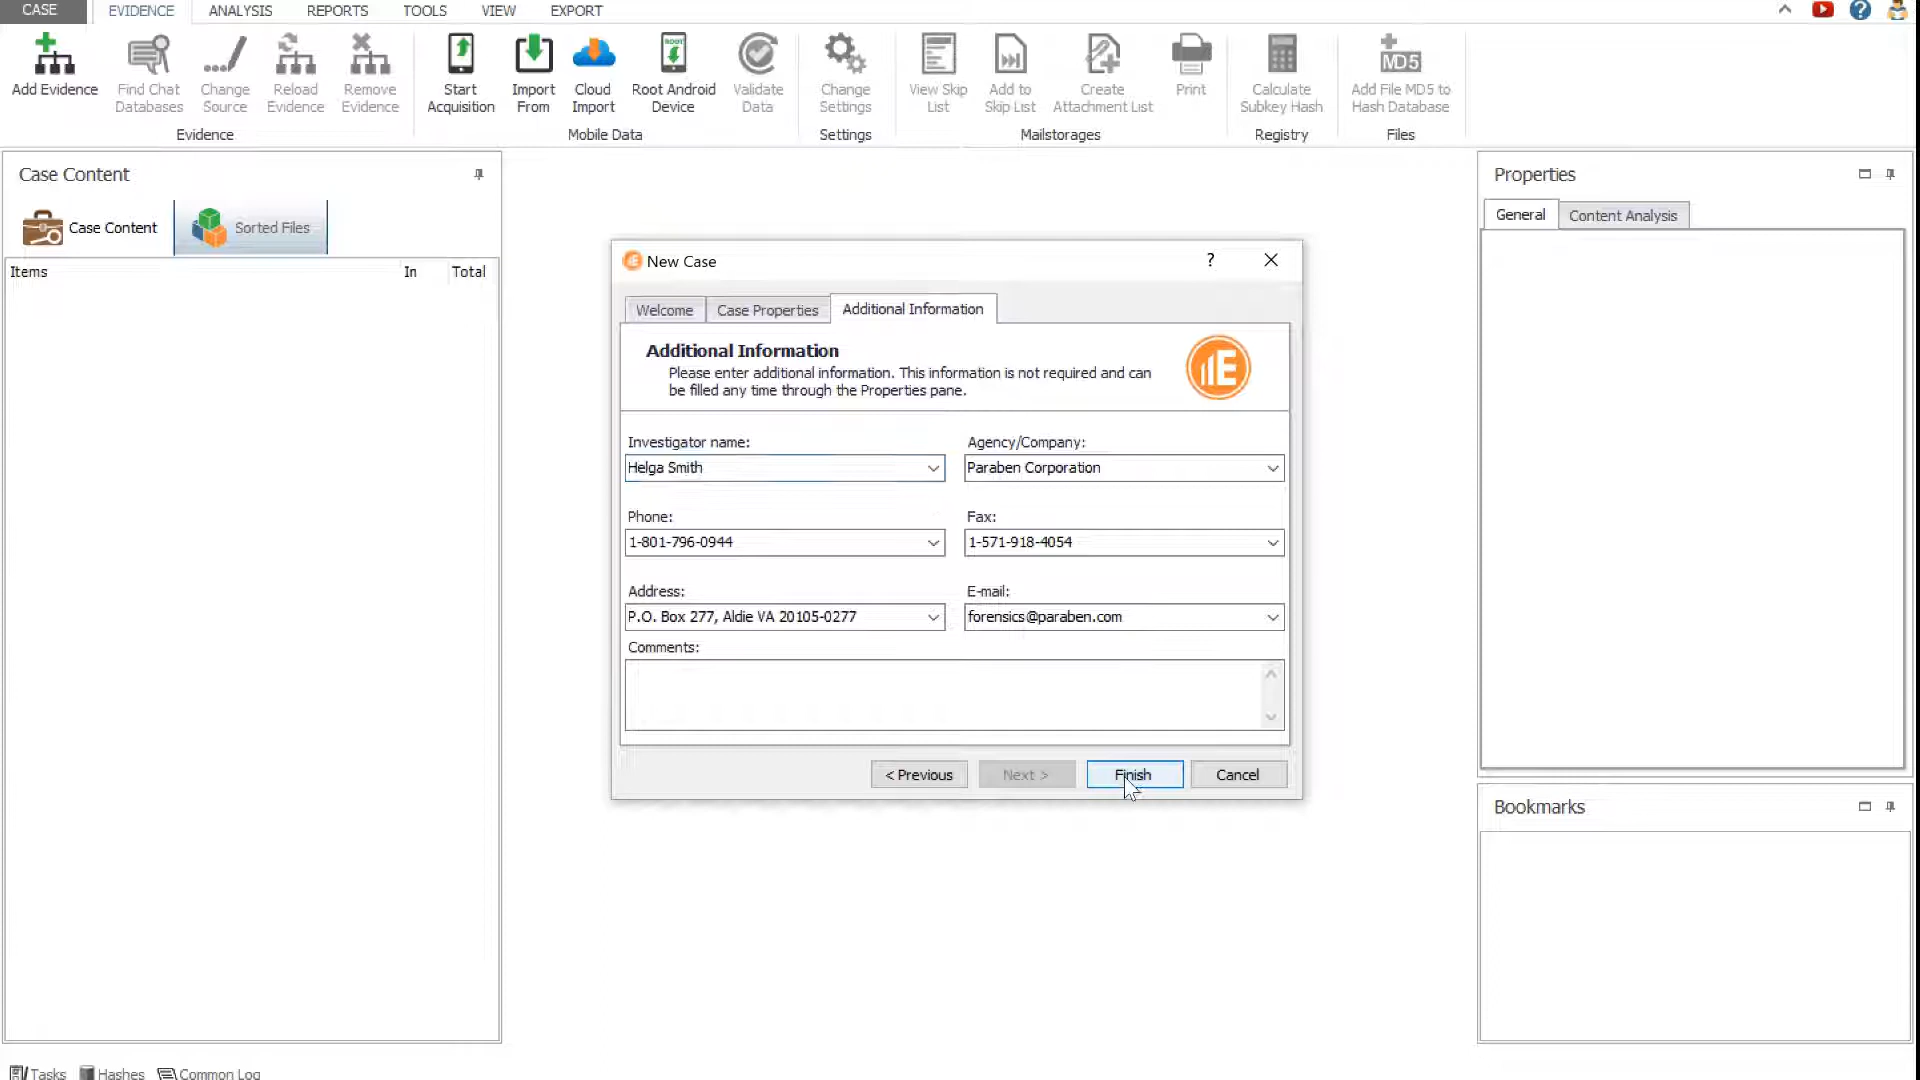 CASE EVIDENCE ANALYSIS REPORTS TOOLS VIEW EXPORT
Add Evidence
Find Chat Databases
Change Source
Reload Evidence
Remove Evidence
Evidence
Start Acquisition
Import From
Cloud Import
ROOT
Root Android Device
Validate Data
Mobile Data
Change Settings
Settings
View Skip List
Add to Skip List
Create Attachment List
Print
Mailstorages
Calculate Subkey Hash
Registry
MD5
Add File MD5 to Hash Database
Files
Case Content
Case Content Sorted Files
Items In Total
New Case
Welcome Case Properties Additional Information
Additional Information
Please enter additional information. This information is not required and can
be filled any time through the Properties pane.
E
Investigator name: Agency/Company:
Helga Smith Paraben Corporation
Phone: Fax:
1-801-796-0944 1-571-918-4054
Address: E-mail:
P.O. Box 277, Aldie VA 20105-0277 forensics@paraben.com
Comments:
< Previous Next > Finish Cancel
Properties
General Content Analysis
Bookmarks
Tasks Hashes Common Log